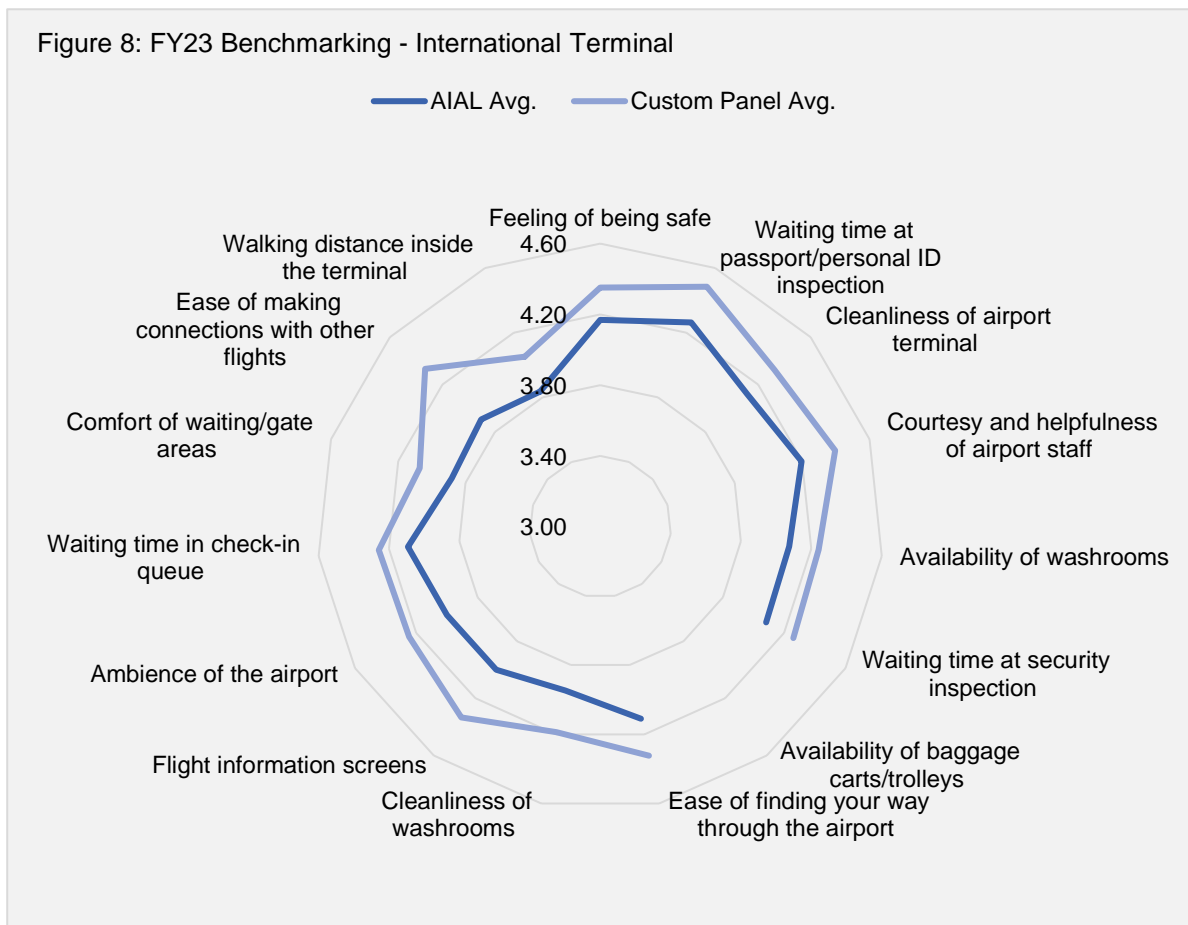 Figure 8: FY23 Benchmarking - International Terminal
AIAL Avg.
Custom Panel Avg.
Feeling of being safe
Waiting time at
passport/personal ID
inspection
Cleanliness of airport
terminal
Courtesy and helpfulness
of airport staff
Availability of washrooms
Waiting time at security
inspection
Availability of baggage
carts/trolleys
Ease of finding your way
through the airport
Cleanliness of
washrooms
Flight information screens
Ambience of the airport
Waiting time in check-in
queue
Comfort of waiting/gate
areas
Ease of making
connections with other
flights
Walking distance inside
the terminal
4.60
4.20
3.80
3.40
3.00